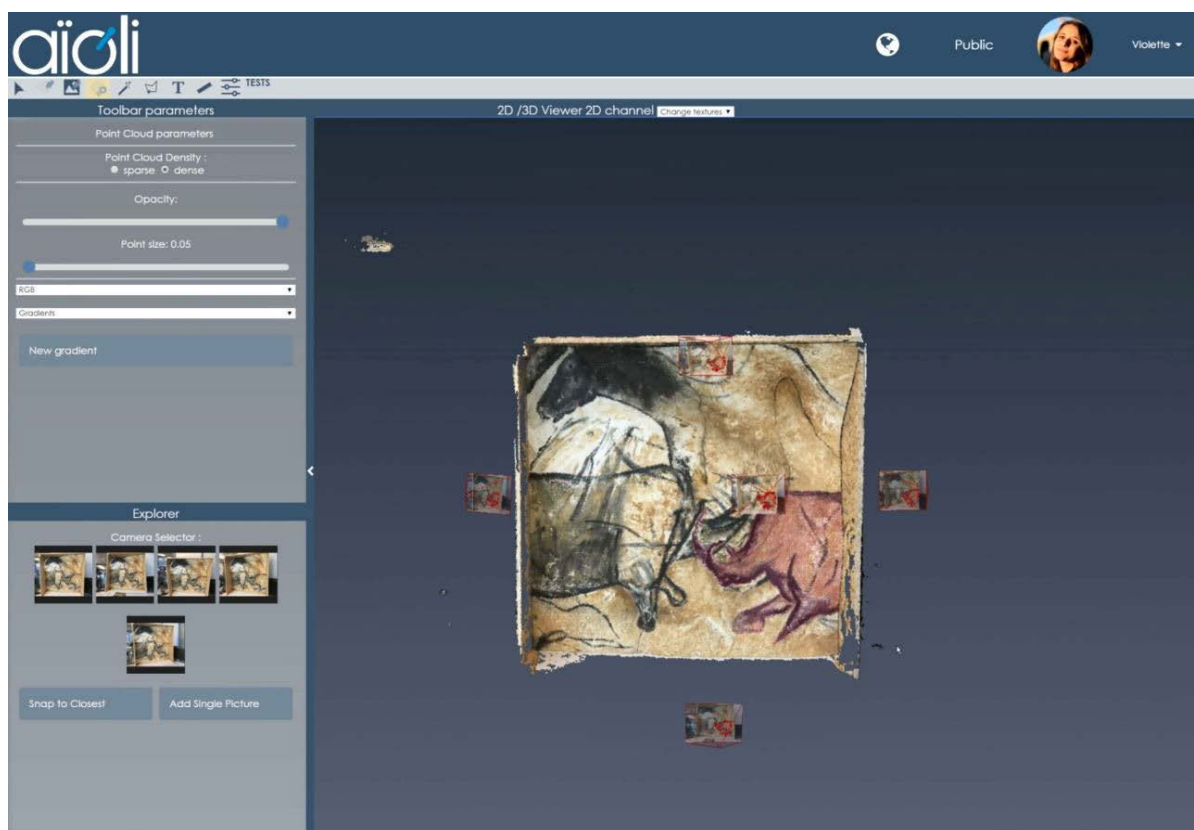 aïoli
Public
Violette
T
TESTS
Toolbar parameters
2D /3D Viewer 2D channel
Change textures
Point Cloud parameters
Point Cloud Density :
sparse
dense
Opacity:
Point size: 0.05
RGB
Gradients
New gradient
Explorer
Camera Selector :
Snap to Closest
Add Single Picture